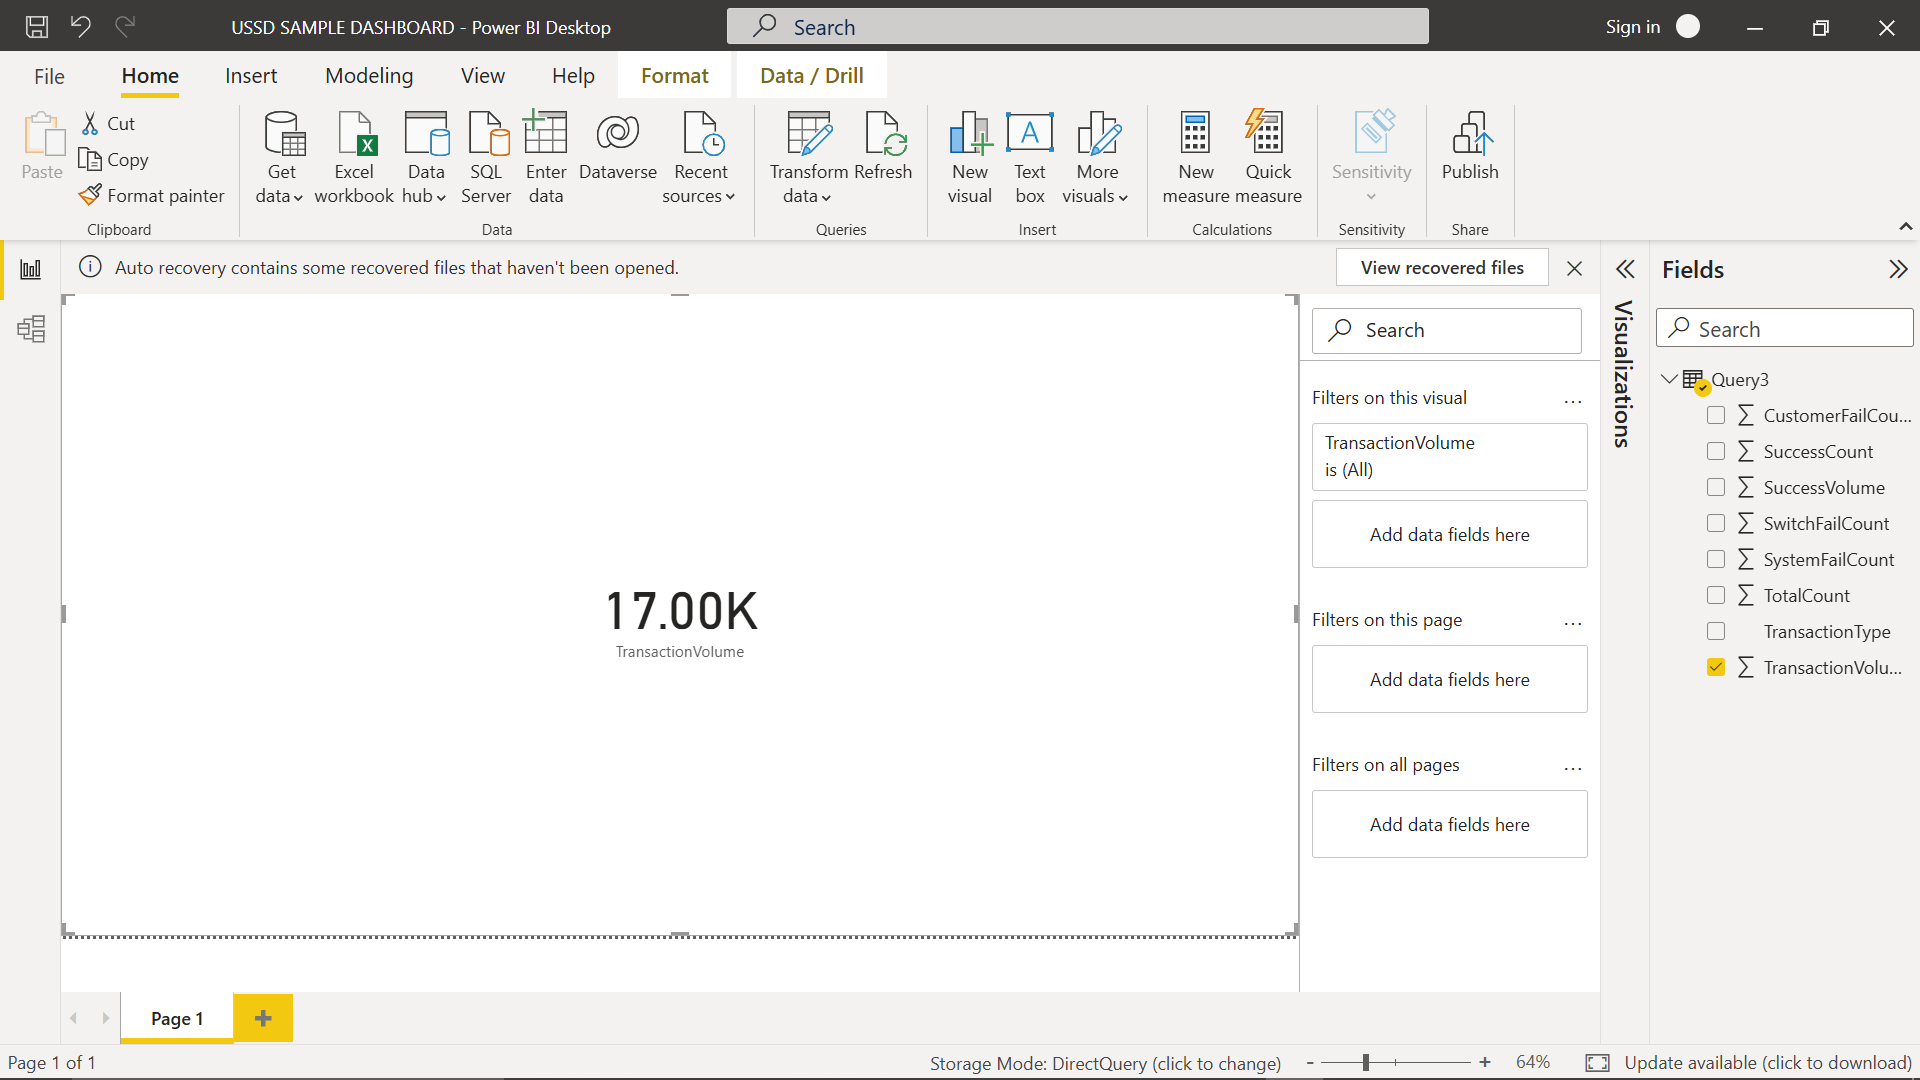 USSD SAMPLE DASHBOARD - Power BI Desktop
Search
Sign in
File
Home
Insert
Modeling
View
Help
Format
Data / Drill
Paste
Cut
Copy
Format painter
Clipboard
Get
data
Excel
workbook
Data
hub
SQL
Server
Enter
data
Dataverse
Recent
sources
Data
Transform
data
Refresh
Queries
New
visual
Text
box
More
visuals
Insert
New
measure
Quick
measure
Calculations
Sensitivity
Sensitivity
Publish
Share
Auto recovery contains some recovered files that haven't been opened.
View recovered files
17.00K
TransactionVolume
Search
Filters on this visual
...
TransactionVolume
is (All)
Add data fields here
Filters on this page
...
Add data fields here
Filters on all pages
...
Add data fields here
Visualizations
Fields
Search
Query3
CustomerFailCou...
SuccessCount
SuccessVolume
SwitchFailCount
SystemFailCount
TotalCount
TransactionType
TransactionVolu...
Page 1
Page 1 of 1
Storage Mode: DirectQuery (click to change)
- + 64%
Update available (click to download)